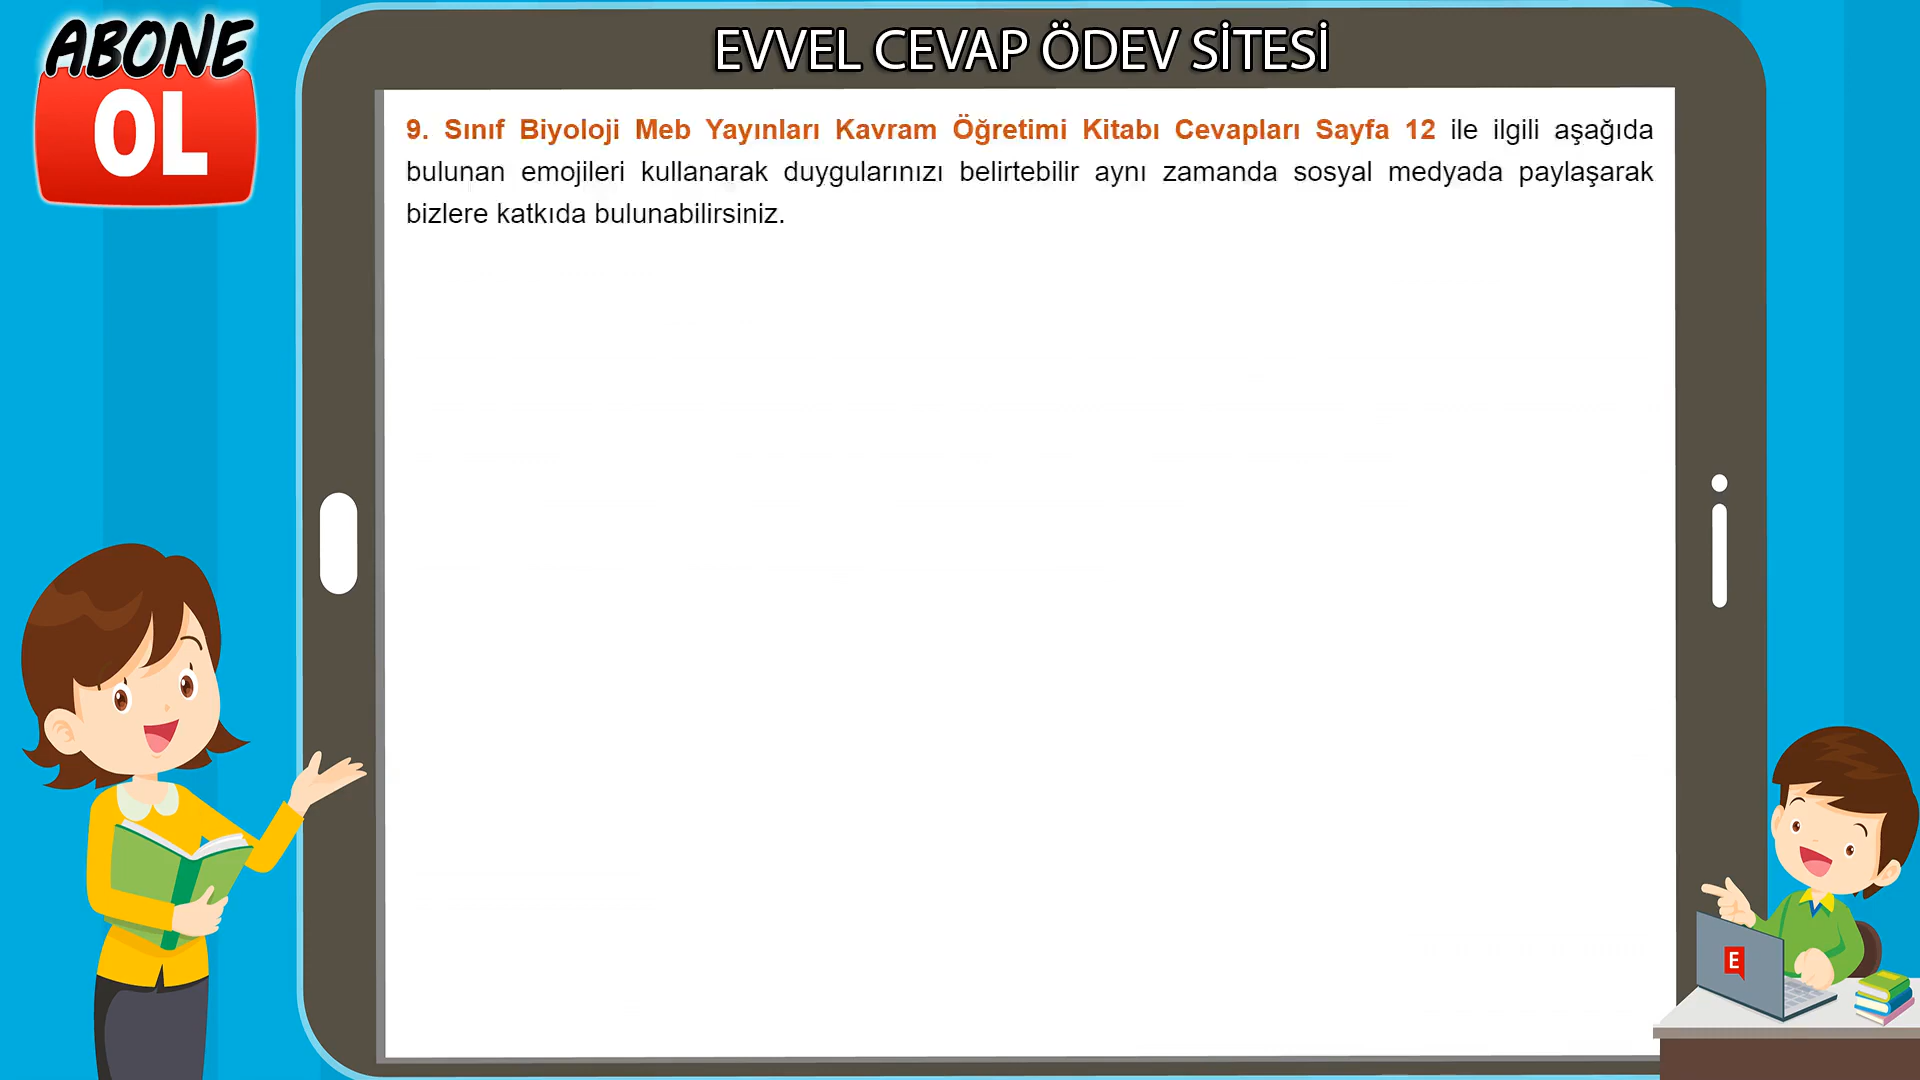 ABONE
OL
EVVEL CEVAP ÖDEV SİTESİ
9. Sınıf Biyoloji Meb Yayınları Kavram Öğretimi Kitabı Cevapları Sayfa 12 ile ilgili aşağıda
bulunan emojileri kullanarak duygularınızı belirtebilir aynı zamanda sosyal medyada paylaşarak
bizlere katkıda bulunabilirsiniz.
E